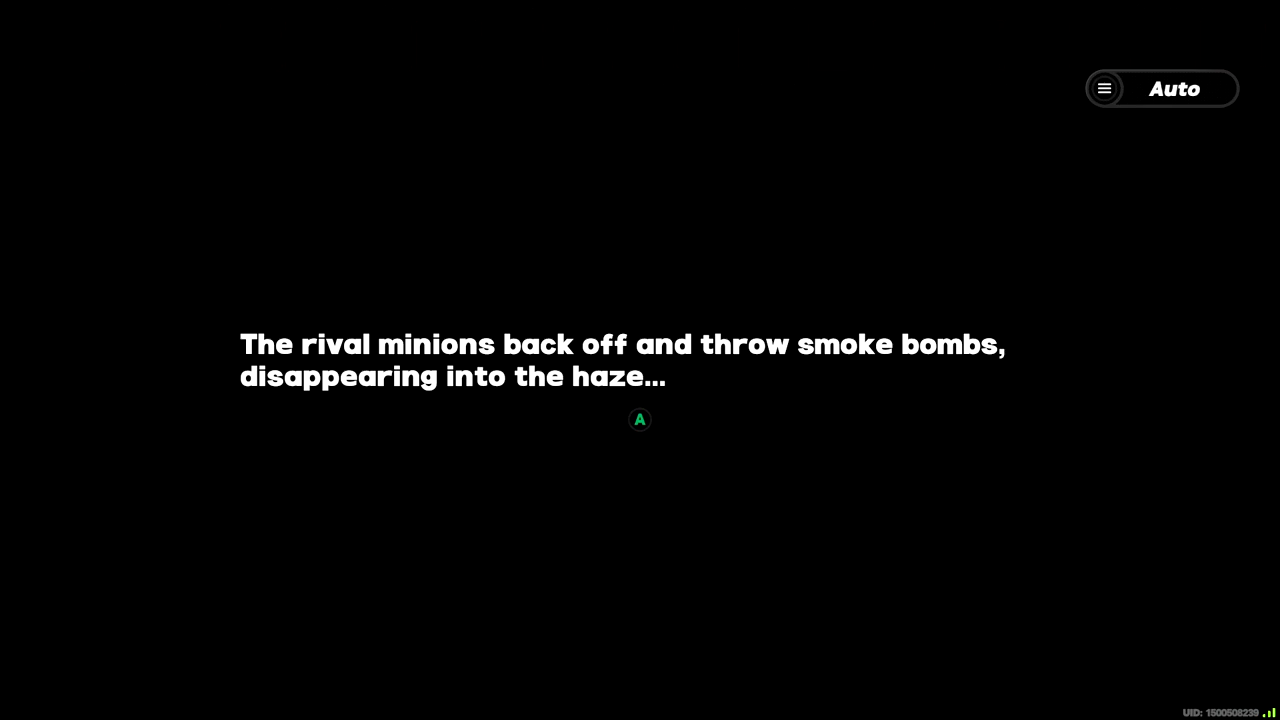 Auto
The rival minions back off and throw smoke bombs,
disappearing into the haze...
A
UID: 1500508239